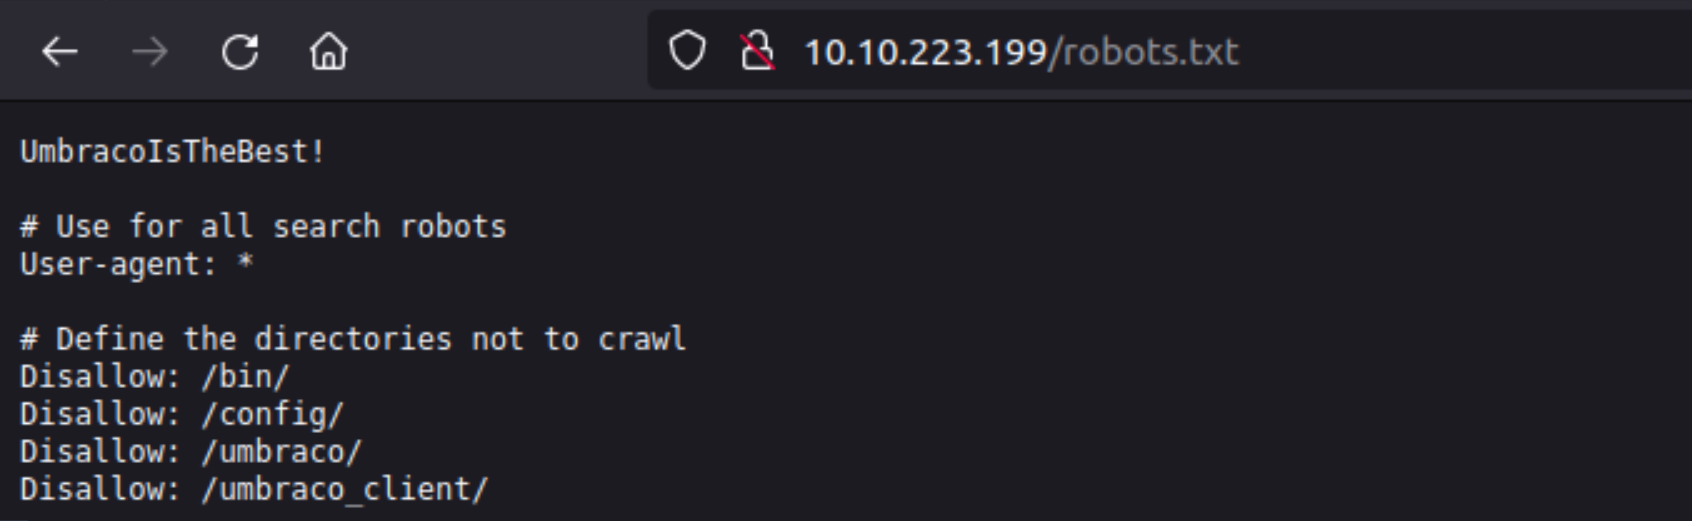 10.10.223.199/robots.txt
UmbracoIsTheBest!
# Use for all search robots
User-agent: *
# Define the directories not to crawl
Disallow: /bin/
Disallow: /config/
Disallow: /umbraco/
Disallow: /umbraco_client/